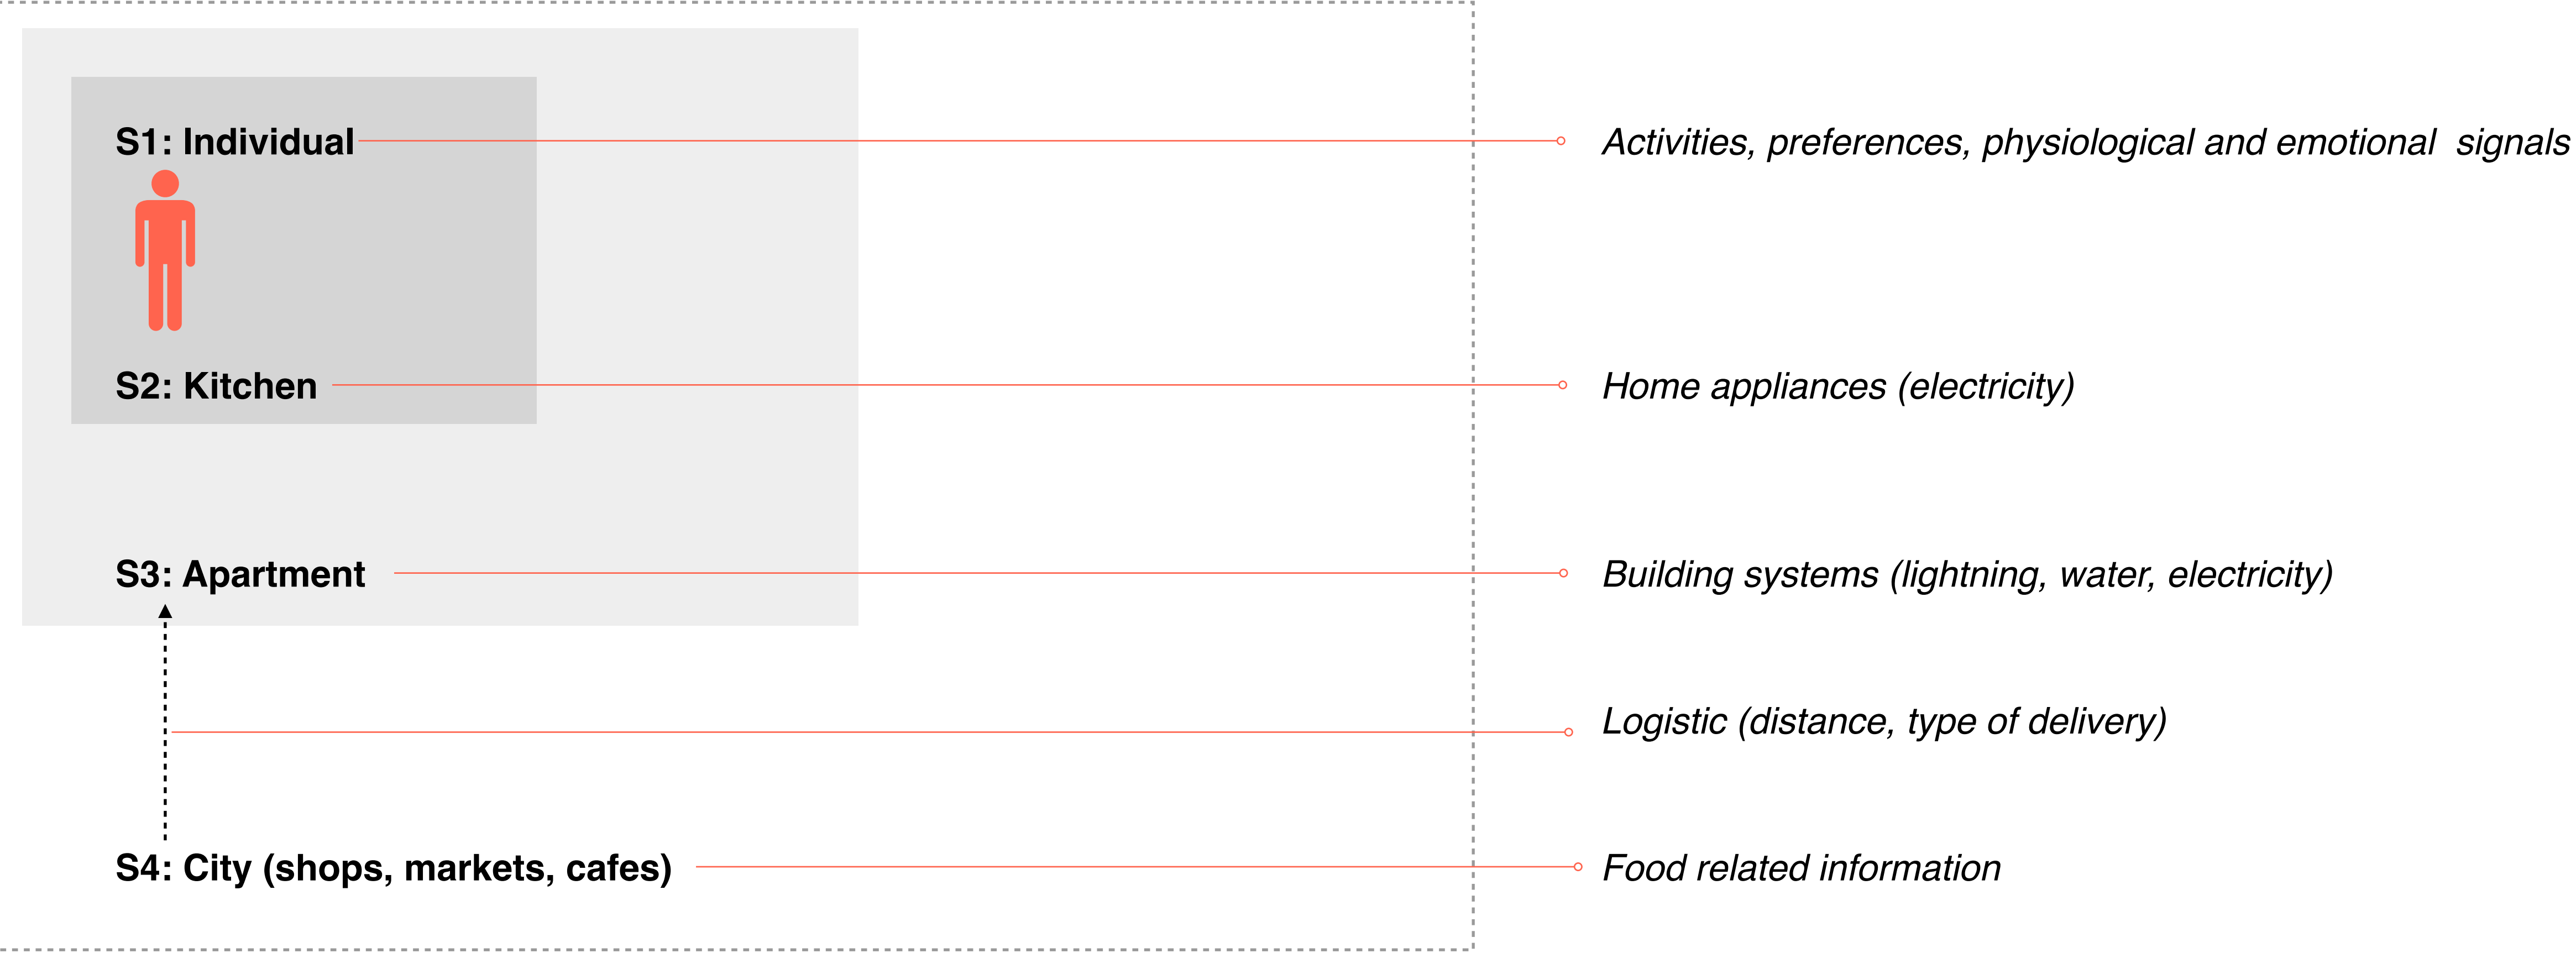 S1: Individual
Activities, preferences, physiological and emotional signals
S2: Kitchen
Home appliances (electricity)
S3: Apartment
Building systems (lightning, water, electricity)
Logistic (distance, type of delivery)
S4: City (shops, markets, cafes)
Food related information